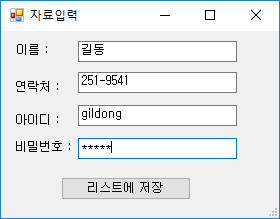 자료입력
이름 : 길동
연락처 : 251-9541
아이디 : gildong
비밀번호 : *****
리스트에 저장